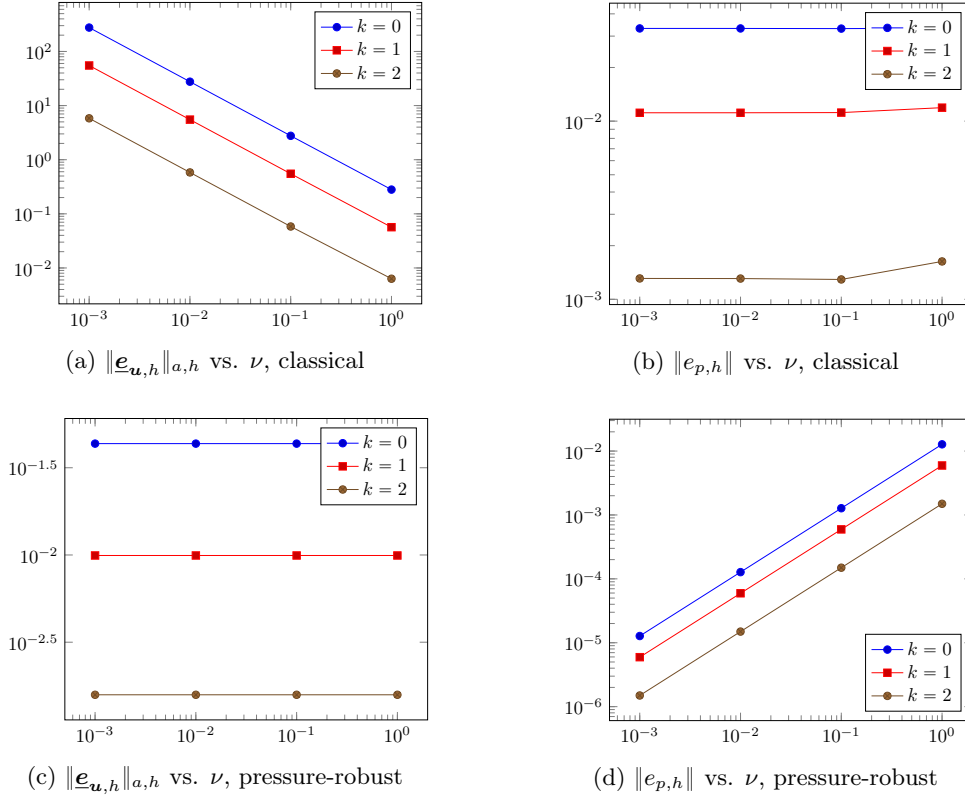 10^2
10^1
10^0
10^{-1}
10^{-2}
10^{-3} 10^{-2} 10^{-1} 10^0
k = 0
k = 1
k = 2
(a) ‖e_{u,h}‖_{a,h} vs. ν, classical
10^{-2}
10^{-3}
10^{-3} 10^{-2} 10^{-1} 10^0
k = 0
k = 1
k = 2
(b) ‖e_{p,h}‖ vs. ν, classical
10^{-1.5}
10^{-2}
10^{-2.5}
10^{-3} 10^{-2} 10^{-1} 10^0
k = 0
k = 1
k = 2
(c) ‖e_{u,h}‖_{a,h} vs. ν, pressure-robust
10^{-2}
10^{-3}
10^{-4}
10^{-5}
10^{-6}
10^{-3} 10^{-2} 10^{-1} 10^0
k = 0
k = 1
k = 2
(d) ‖e_{p,h}‖ vs. ν, pressure-robust